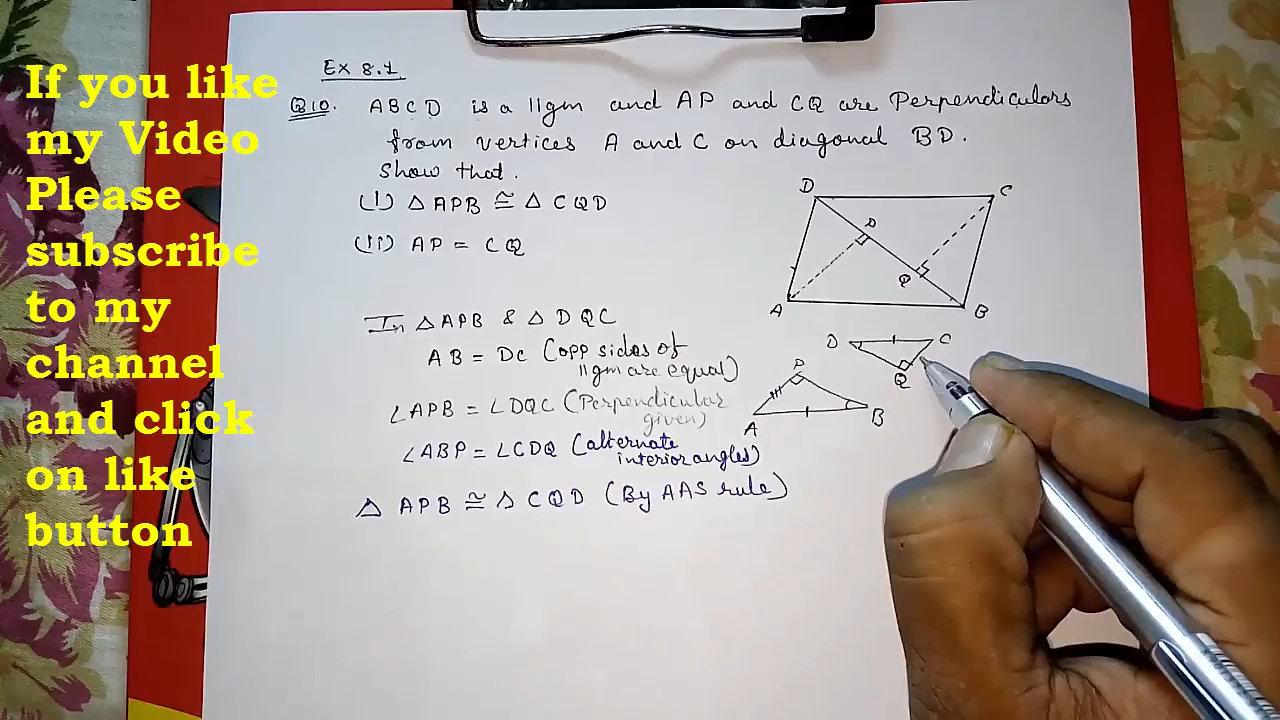 If you like
my Video
Please
subscribe
to my
channel
and click
on like
button
Ex 8.1
Q10. ABCD is a 11gm and AP and CQ are Perpendiculars
from vertices A and C on diagonal BD.
Show that.
(i) △ APB ≅ △ CQD
(ii) AP = CQ
D C
P
Q
A B
In △APB & △ DQC
AB = DC (opp sides of
11gm are equal)
∠APB = ∠DQC (Perpendicular
given)
∠ABP = ∠CDQ (alternate
interior angles)
△ APB ≅ △ CQD (By AAS rule)
D C
Q
P
A B